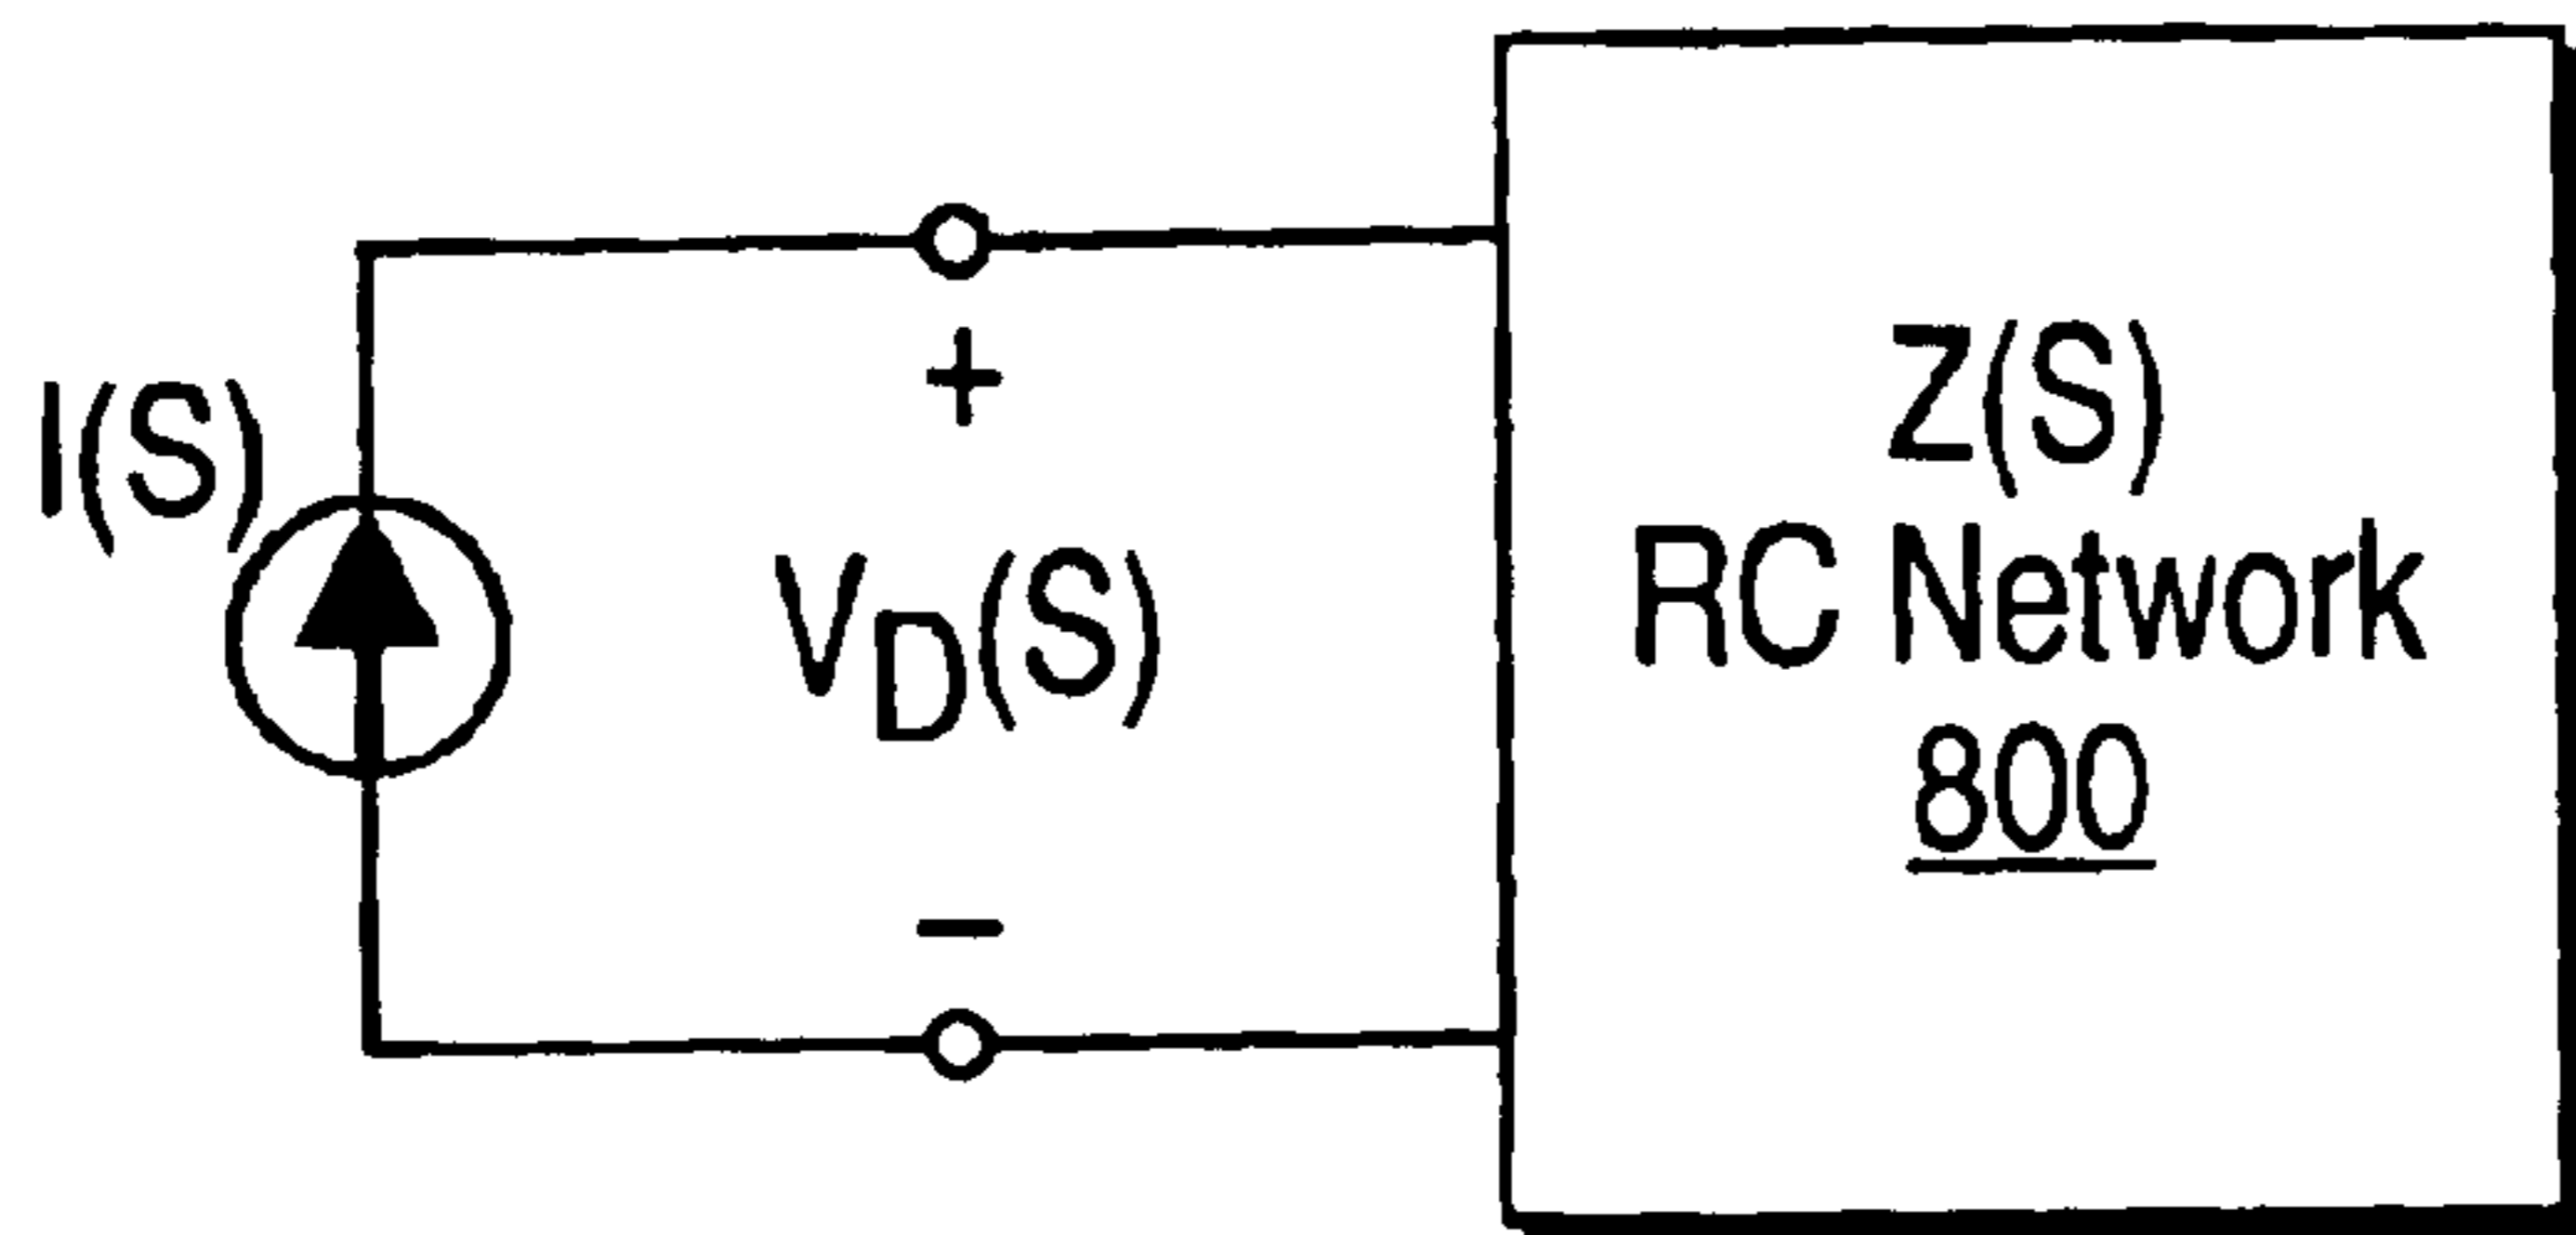 I(S)
+
VD(S)
−
Z(S)
RC Network
800